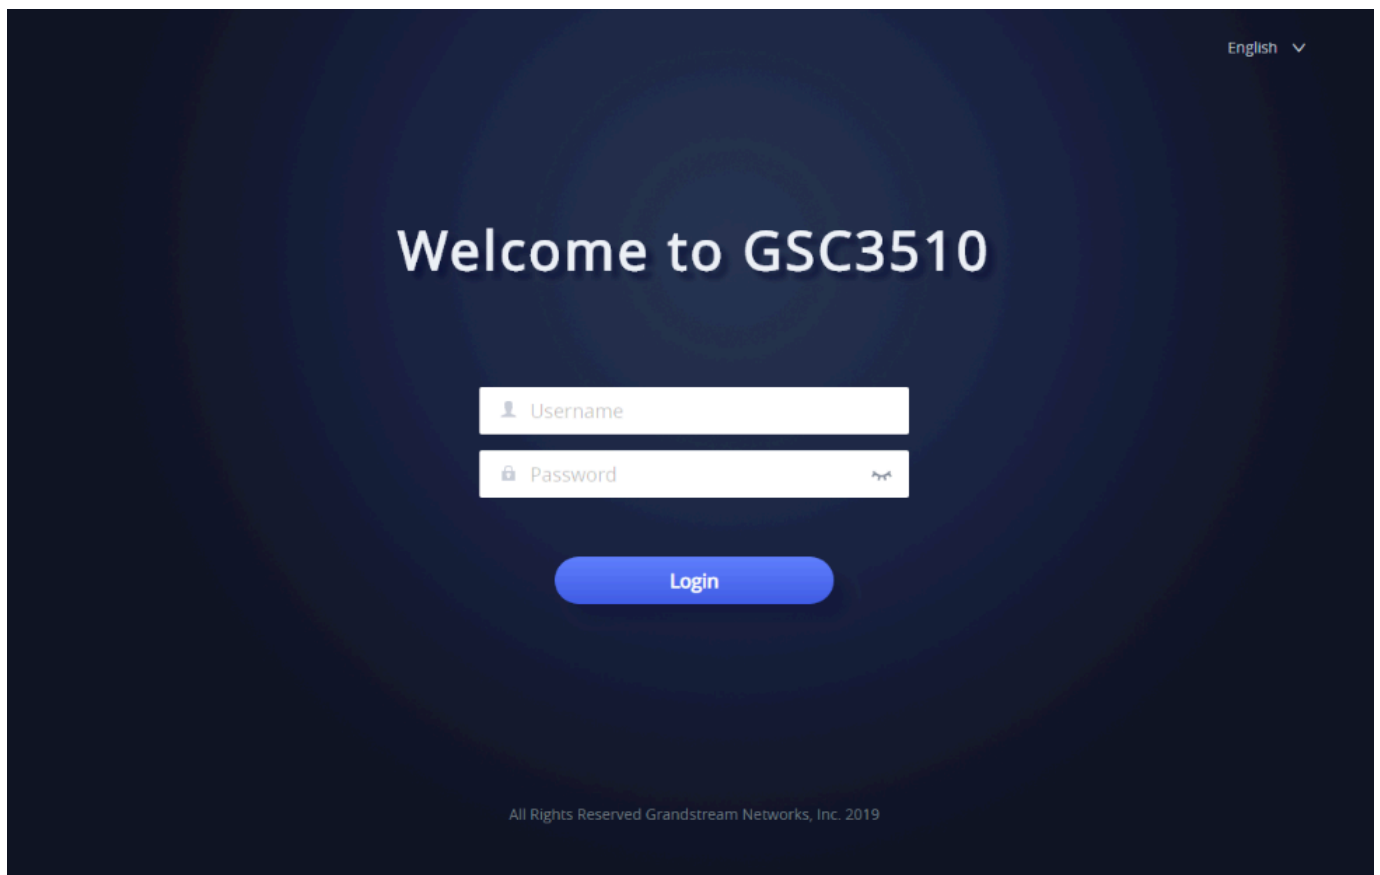 English
Welcome to GSC3510
Username
Password
Login
All Rights Reserved Grandstream Networks, Inc. 2019